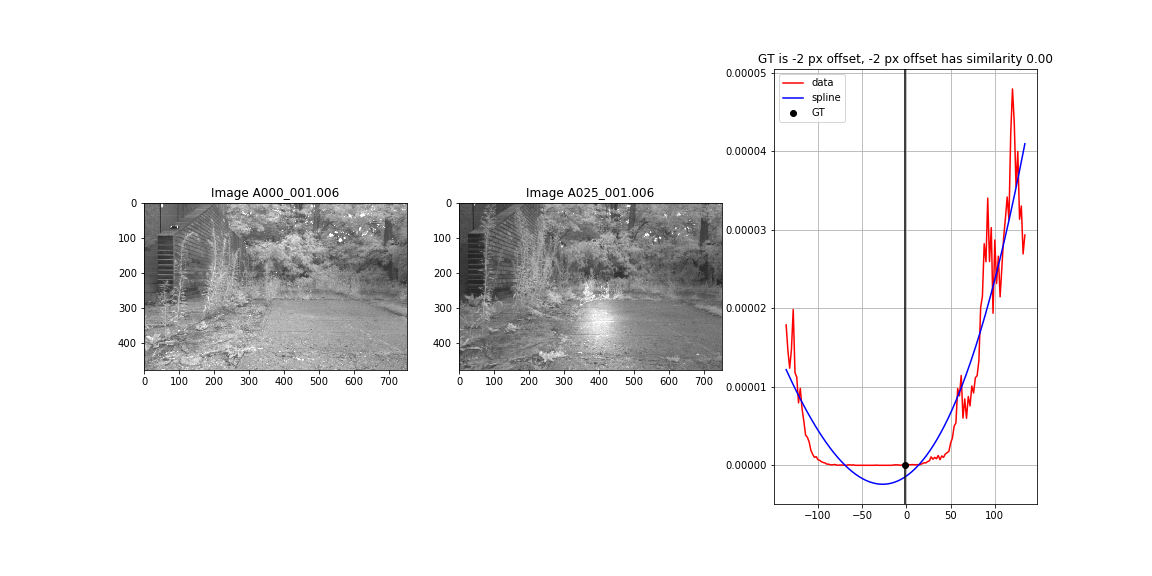 Image A000_001.006
0
100
200
300
400
0 100 200 300 400 500 600 700
Image A025_001.006
0
100
200
300
400
0 100 200 300 400 500 600 700
GT is -2 px offset, -2 px offset has similarity 0.00
data
spline
GT
0.00005
0.00004
0.00003
0.00002
0.00001
0.00000
−100 −50 0 50 100